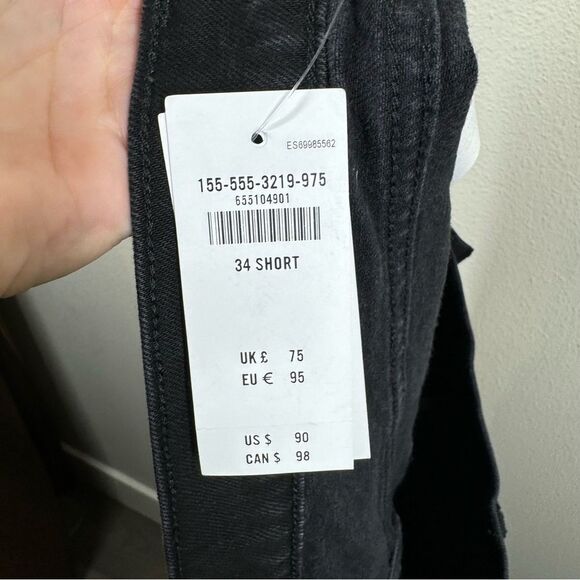 ES69985562
155-555-3219-975
655104901
34 SHORT
UK £ 75
EU € 95
US $ 90
CAN $ 98